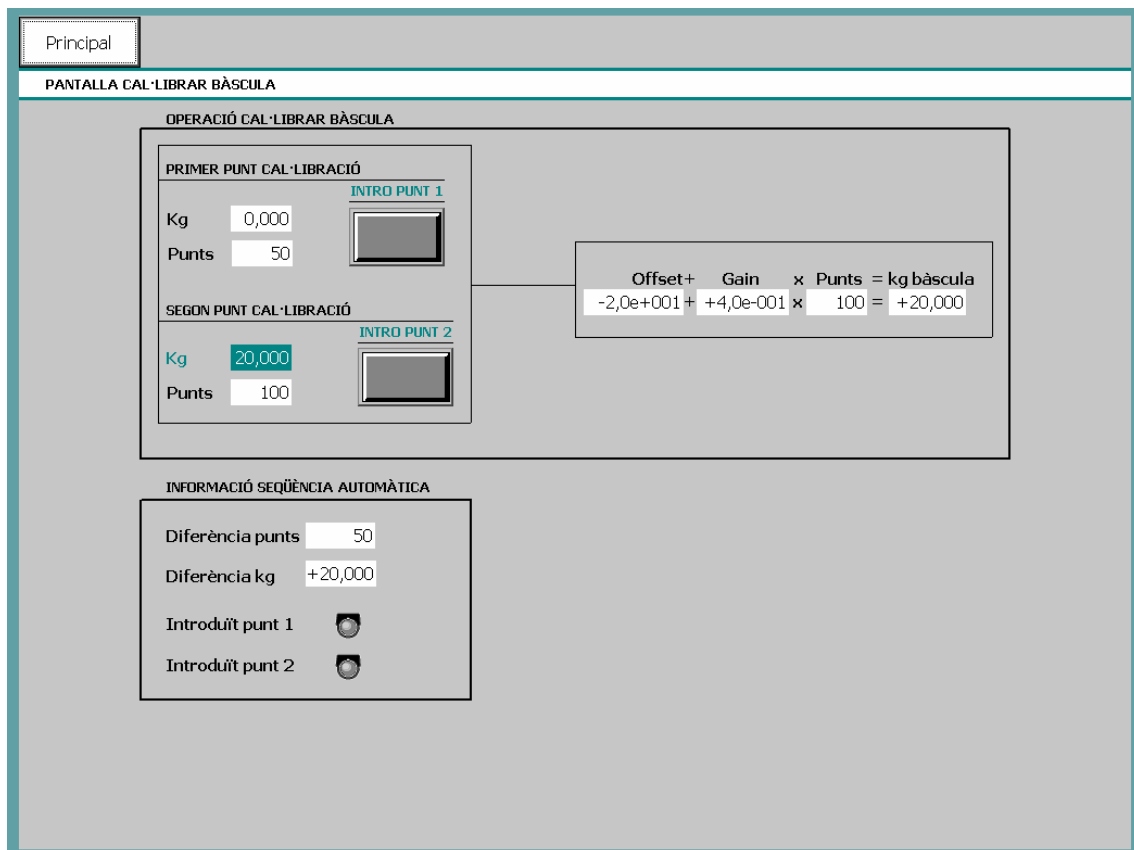 Principal
PANTALLA CAL·LIBRAR BÀSCULA
OPERACIÓ CAL·LIBRAR BÀSCULA
PRIMER PUNT CAL·LIBRACIÓ
INTRO PUNT 1
Kg 0,000
Punts 50
SEGON PUNT CAL·LIBRACIÓ
INTRO PUNT 2
Kg 20,000
Punts 100
Offset+ Gain x Punts = kg bàscula
-2,0e+001 + +4,0e-001 x 100 = +20,000
INFORMACIÓ SEQÜÈNCIA AUTOMÀTICA
Diferència punts 50
Diferència kg +20,000
Introduït punt 1
Introduït punt 2